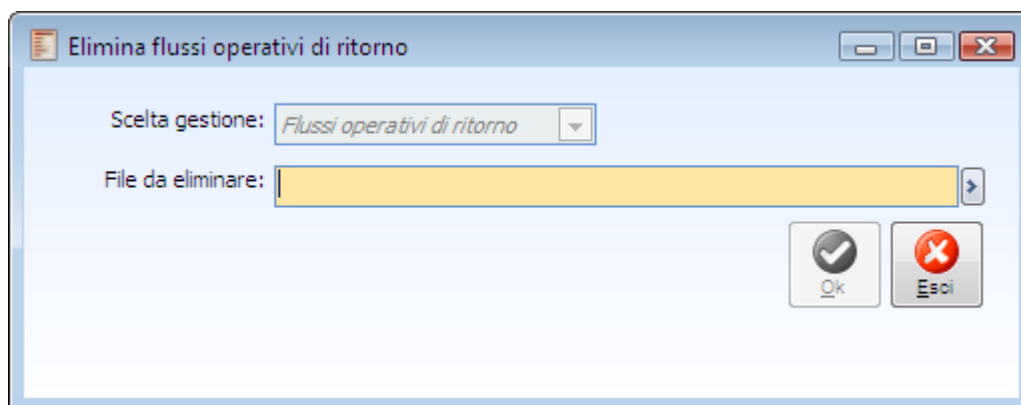 Elimina flussi operativi di ritorno
Scelta gestione: Flussi operativi di ritorno
File da eliminare:
Ok Esci